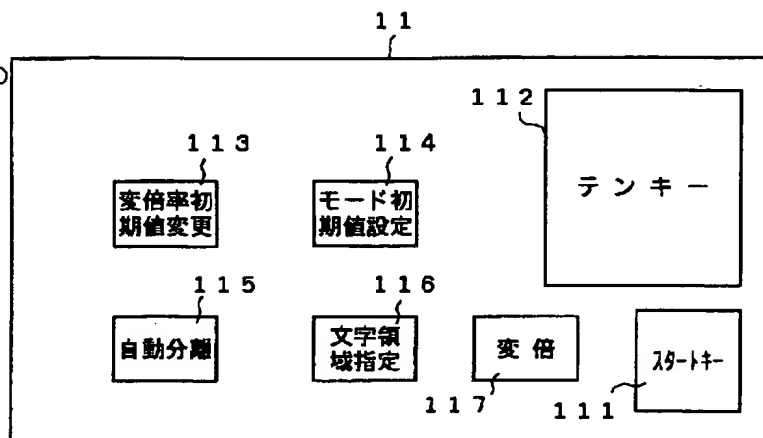 １１
１１２
テンキー
１１３
変倍率初
期値変更
１１４
モード初
期値設定
１１５
自動分離
１１６
文字領
域指定
変倍
１１７
スタートキー
１１１